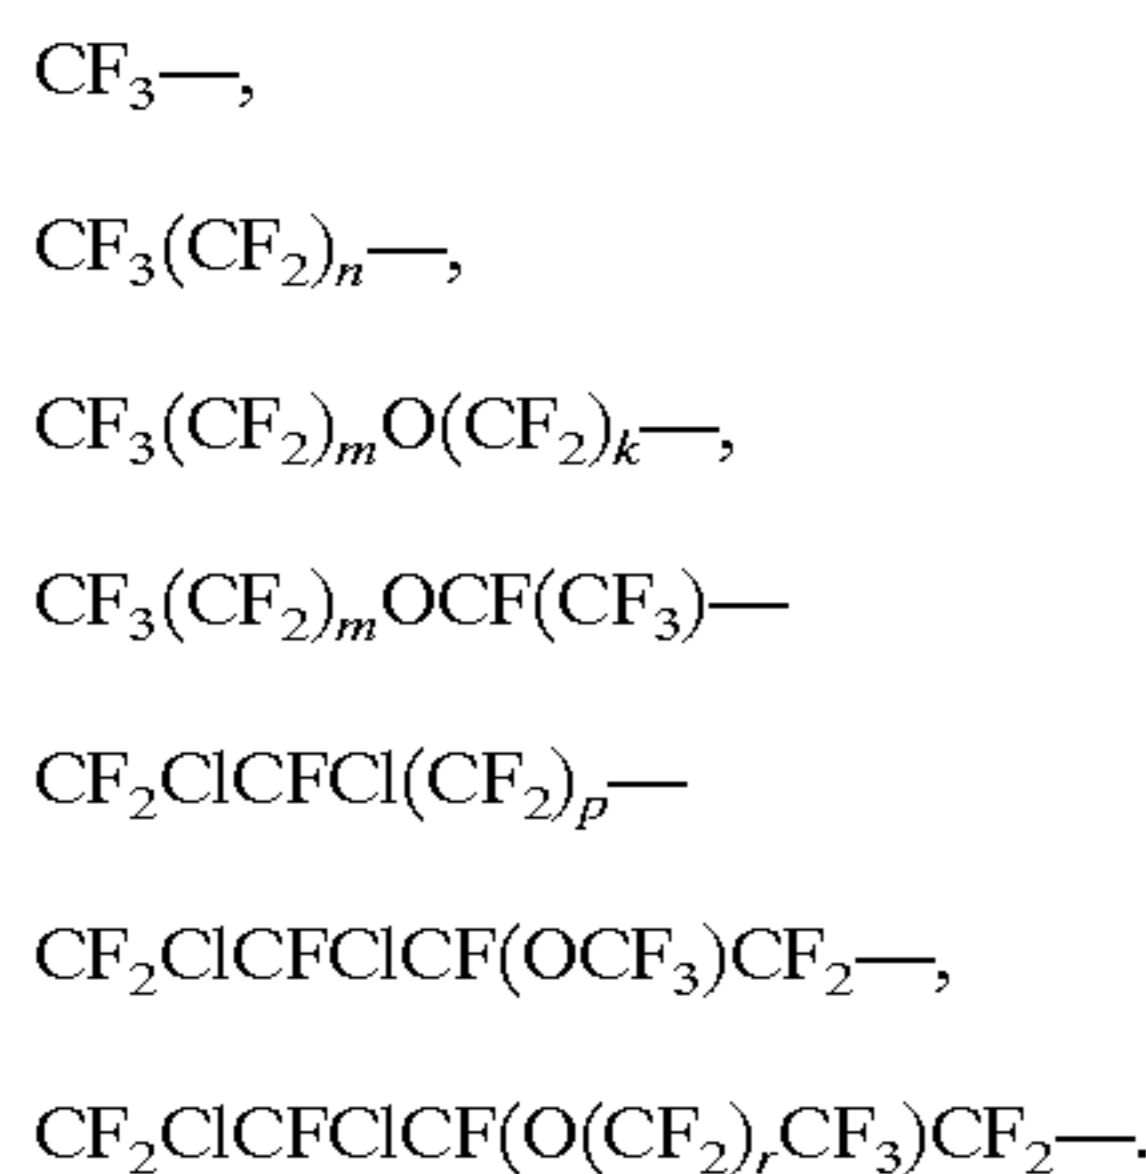 CF₃—,
CF₃(CF₂)ₙ—,
CF₃(CF₂)ₘO(CF₂)ₖ—,
CF₃(CF₂)ₘOCF(CF₃)—
CF₂ClCFCl(CF₂)ₚ—
CF₂ClCFClCF(OCF₃)CF₂—,
CF₂ClCFClCF(O(CF₂)ᵣCF₃)CF₂—,